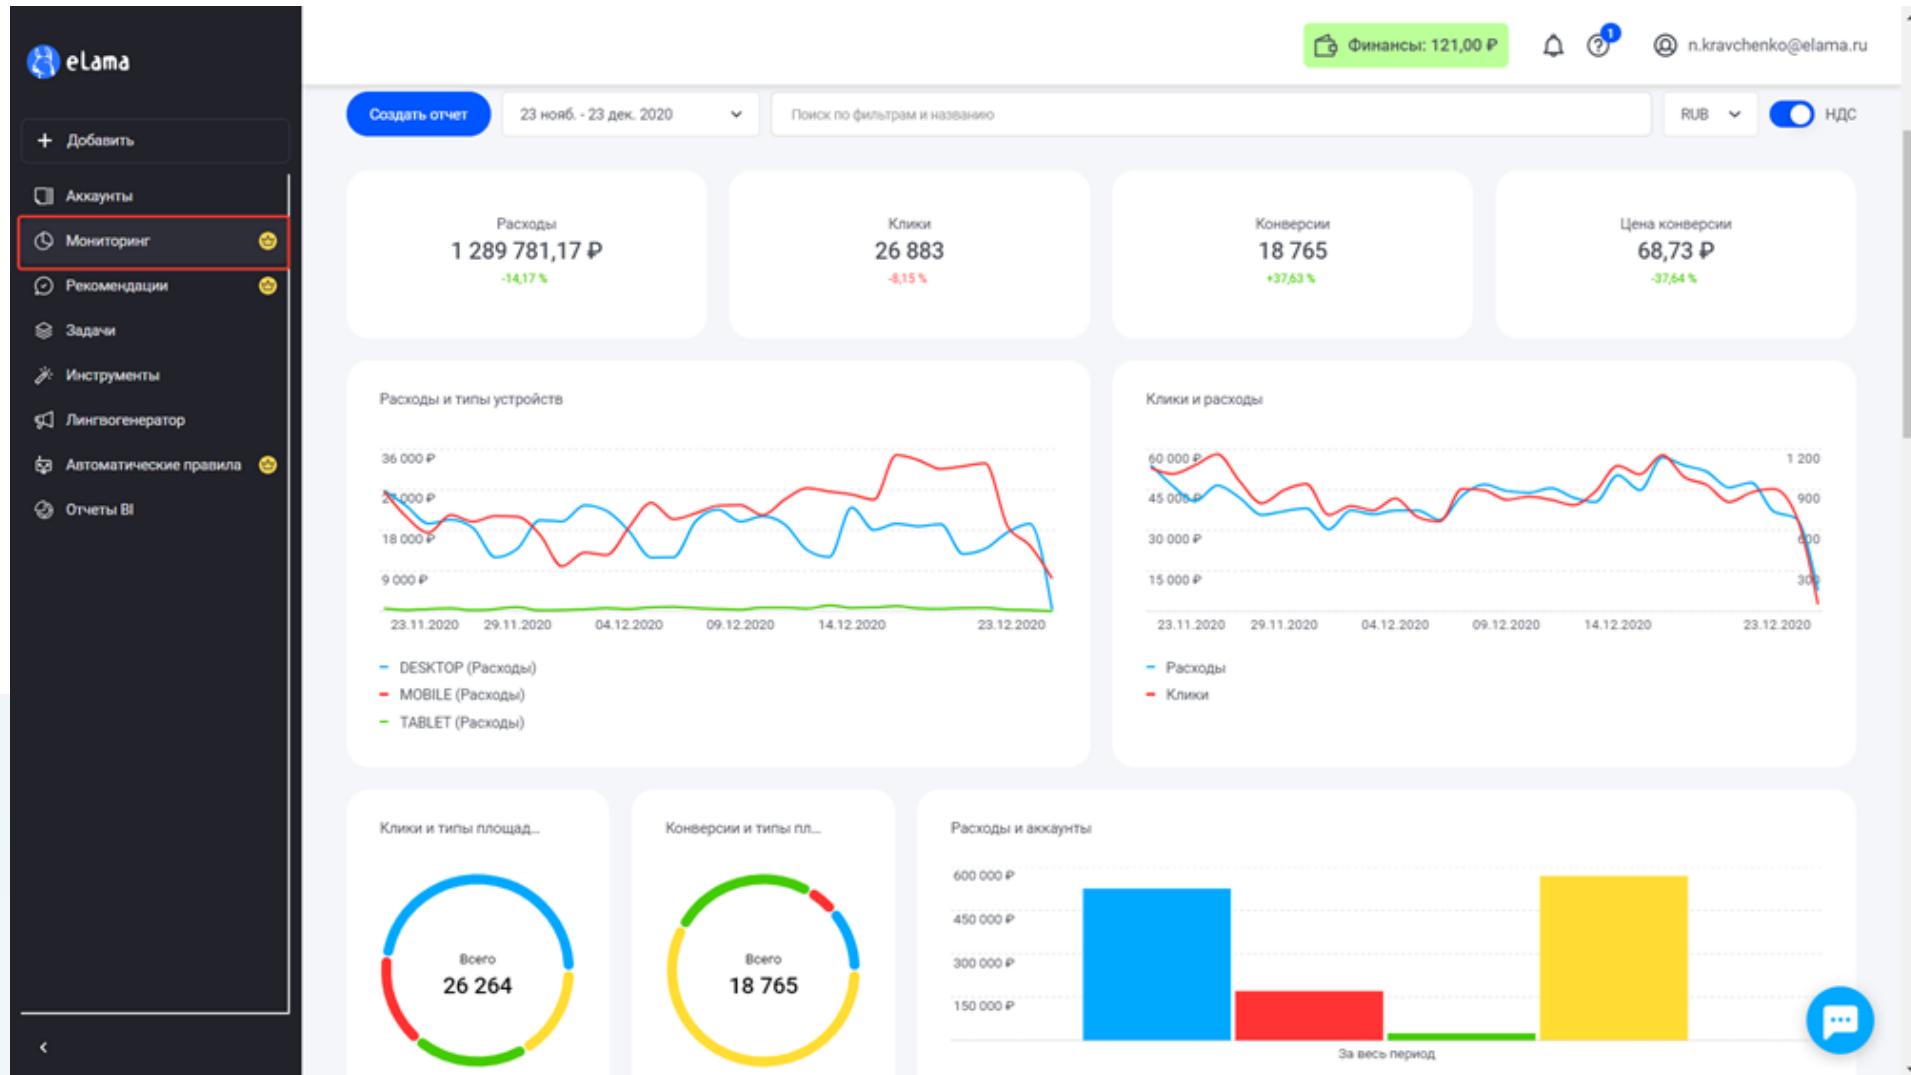 eLama
Финансы: 121,00 ₽
1
n.kravchenko@elama.ru
Создать отчет
23 нояб. - 23 дек. 2020
Поиск по фильтрам и названию
RUB
НДС
Добавить
Аккаунты
Мониторинг
Рекомендации
Задачи
Инструменты
Лингвогенератор
Автоматические правила
Отчеты BI
Расходы
1 289 781,17 ₽
-14,17 %
Клики
26 883
-8,15 %
Конверсии
18 765
+37,63 %
Цена конверсии
68,73 ₽
-37,64 %
Расходы и типы устройств
36 000 ₽
27 000 ₽
18 000 ₽
9 000 ₽
23.11.2020 29.11.2020 04.12.2020 09.12.2020 14.12.2020 23.12.2020
DESKTOP (Расходы)
MOBILE (Расходы)
TABLET (Расходы)
Клики и расходы
60 000 ₽ 1 200
45 000 ₽ 900
30 000 ₽ 600
15 000 ₽ 300
23.11.2020 29.11.2020 04.12.2020 09.12.2020 14.12.2020 23.12.2020
Расходы
Клики
Клики и типы площад...
Всего
26 264
Конверсии и типы пл...
Всего
18 765
Расходы и аккаунты
600 000 ₽
450 000 ₽
300 000 ₽
150 000 ₽
За весь период